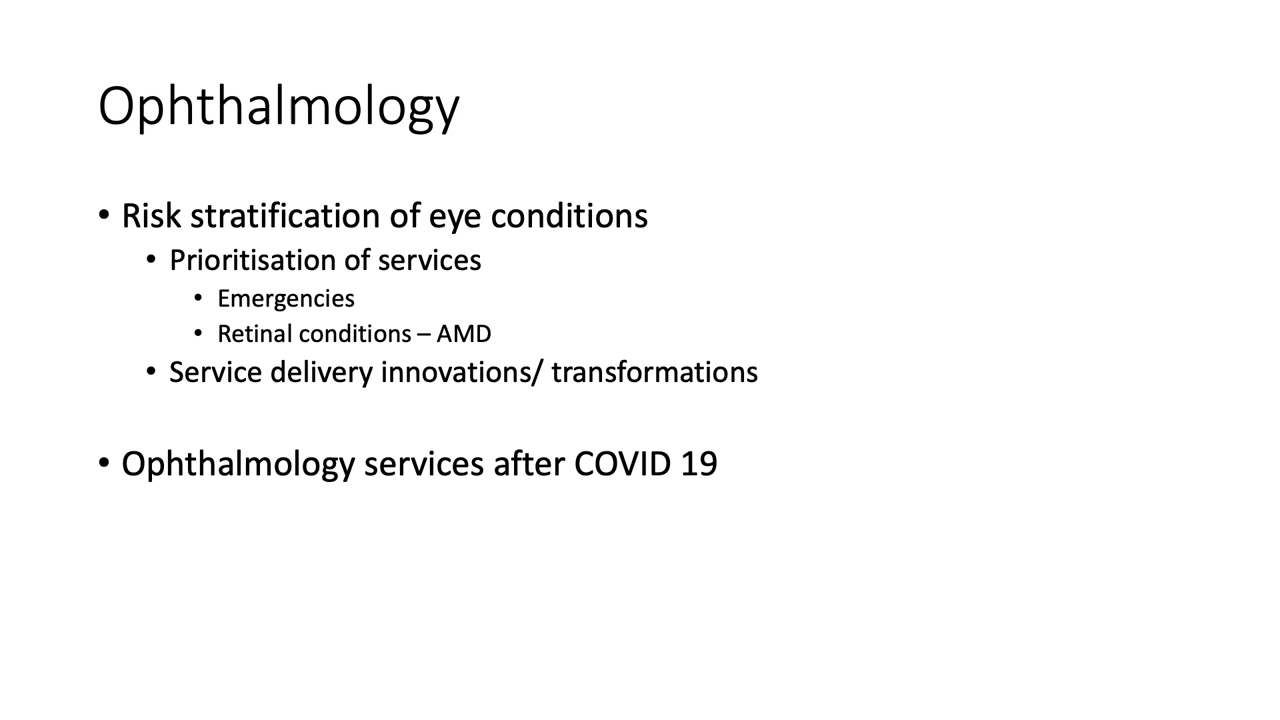 Ophthalmology
• Risk stratification of eye conditions
• Prioritisation of services
• Emergencies
• Retinal conditions – AMD
• Service delivery innovations/ transformations
• Ophthalmology services after COVID 19